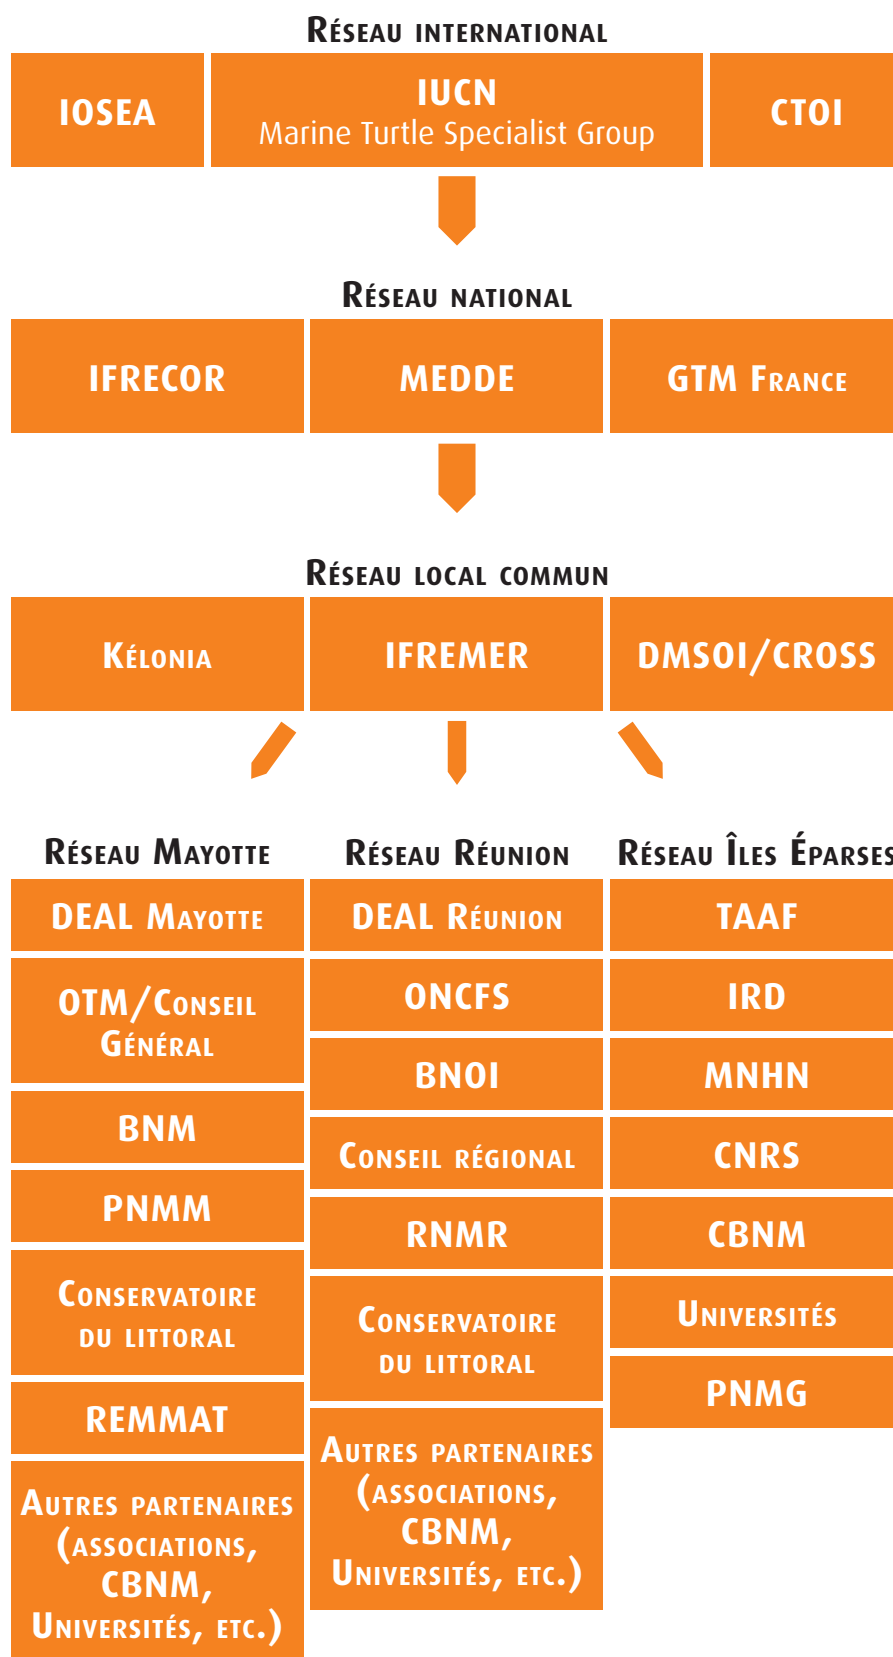 Réseau international
IOSEA
IUCN
Marine Turtle Specialist Group
CTOI
Réseau national
IFRECOR
MEDDE
GTM France
Réseau local commun
Kélonia
IFREMER
DMSOI/CROSS
Réseau Mayotte
DEAL Mayotte
OTM/Conseil
Général
BNM
PNMM
Conservatoire
du littoral
REMMAT
Autres partenaires
(associations,
CBNM,
Universités, etc.)
Réseau Réunion
DEAL Réunion
ONCFS
BNOI
Conseil régional
RNMR
Conservatoire
du littoral
Autres partenaires
(associations,
CBNM,
Universités, etc.)
Réseau Îles Éparses
TAAF
IRD
MNHN
CNRS
CBNM
Universités
PNMG